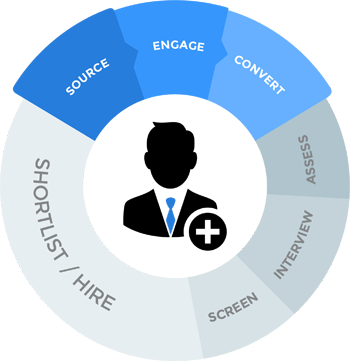 SOURCE
ENGAGE
CONVERT
ASSESS
INTERVIEW
SCREEN
SHORTLIST / HIRE